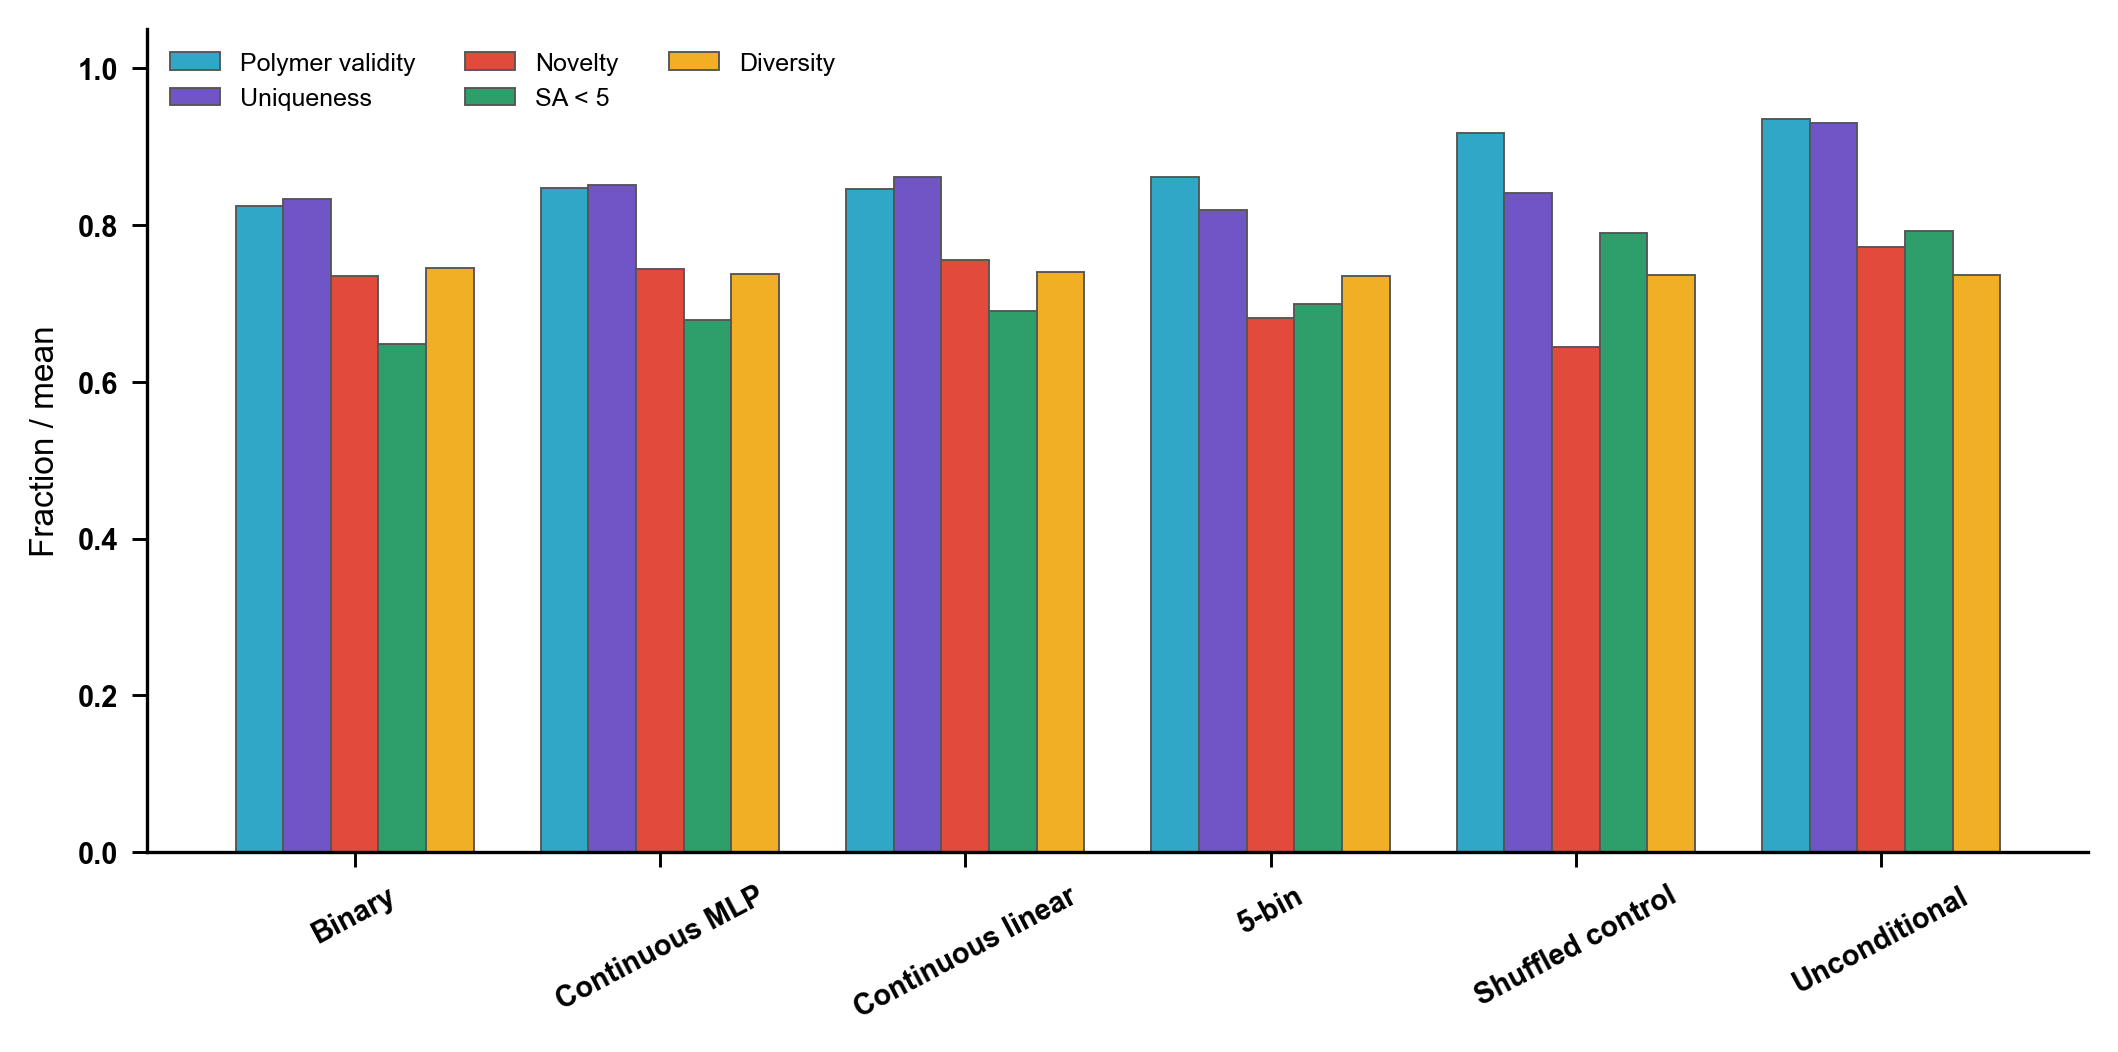 Polymer validity
Uniqueness
Novelty
SA < 5
Diversity
Fraction / mean
1.0
0.8
0.6
0.4
0.2
0.0
Binary
Continuous MLP
Continuous linear
5-bin
Shuffled control
Unconditional